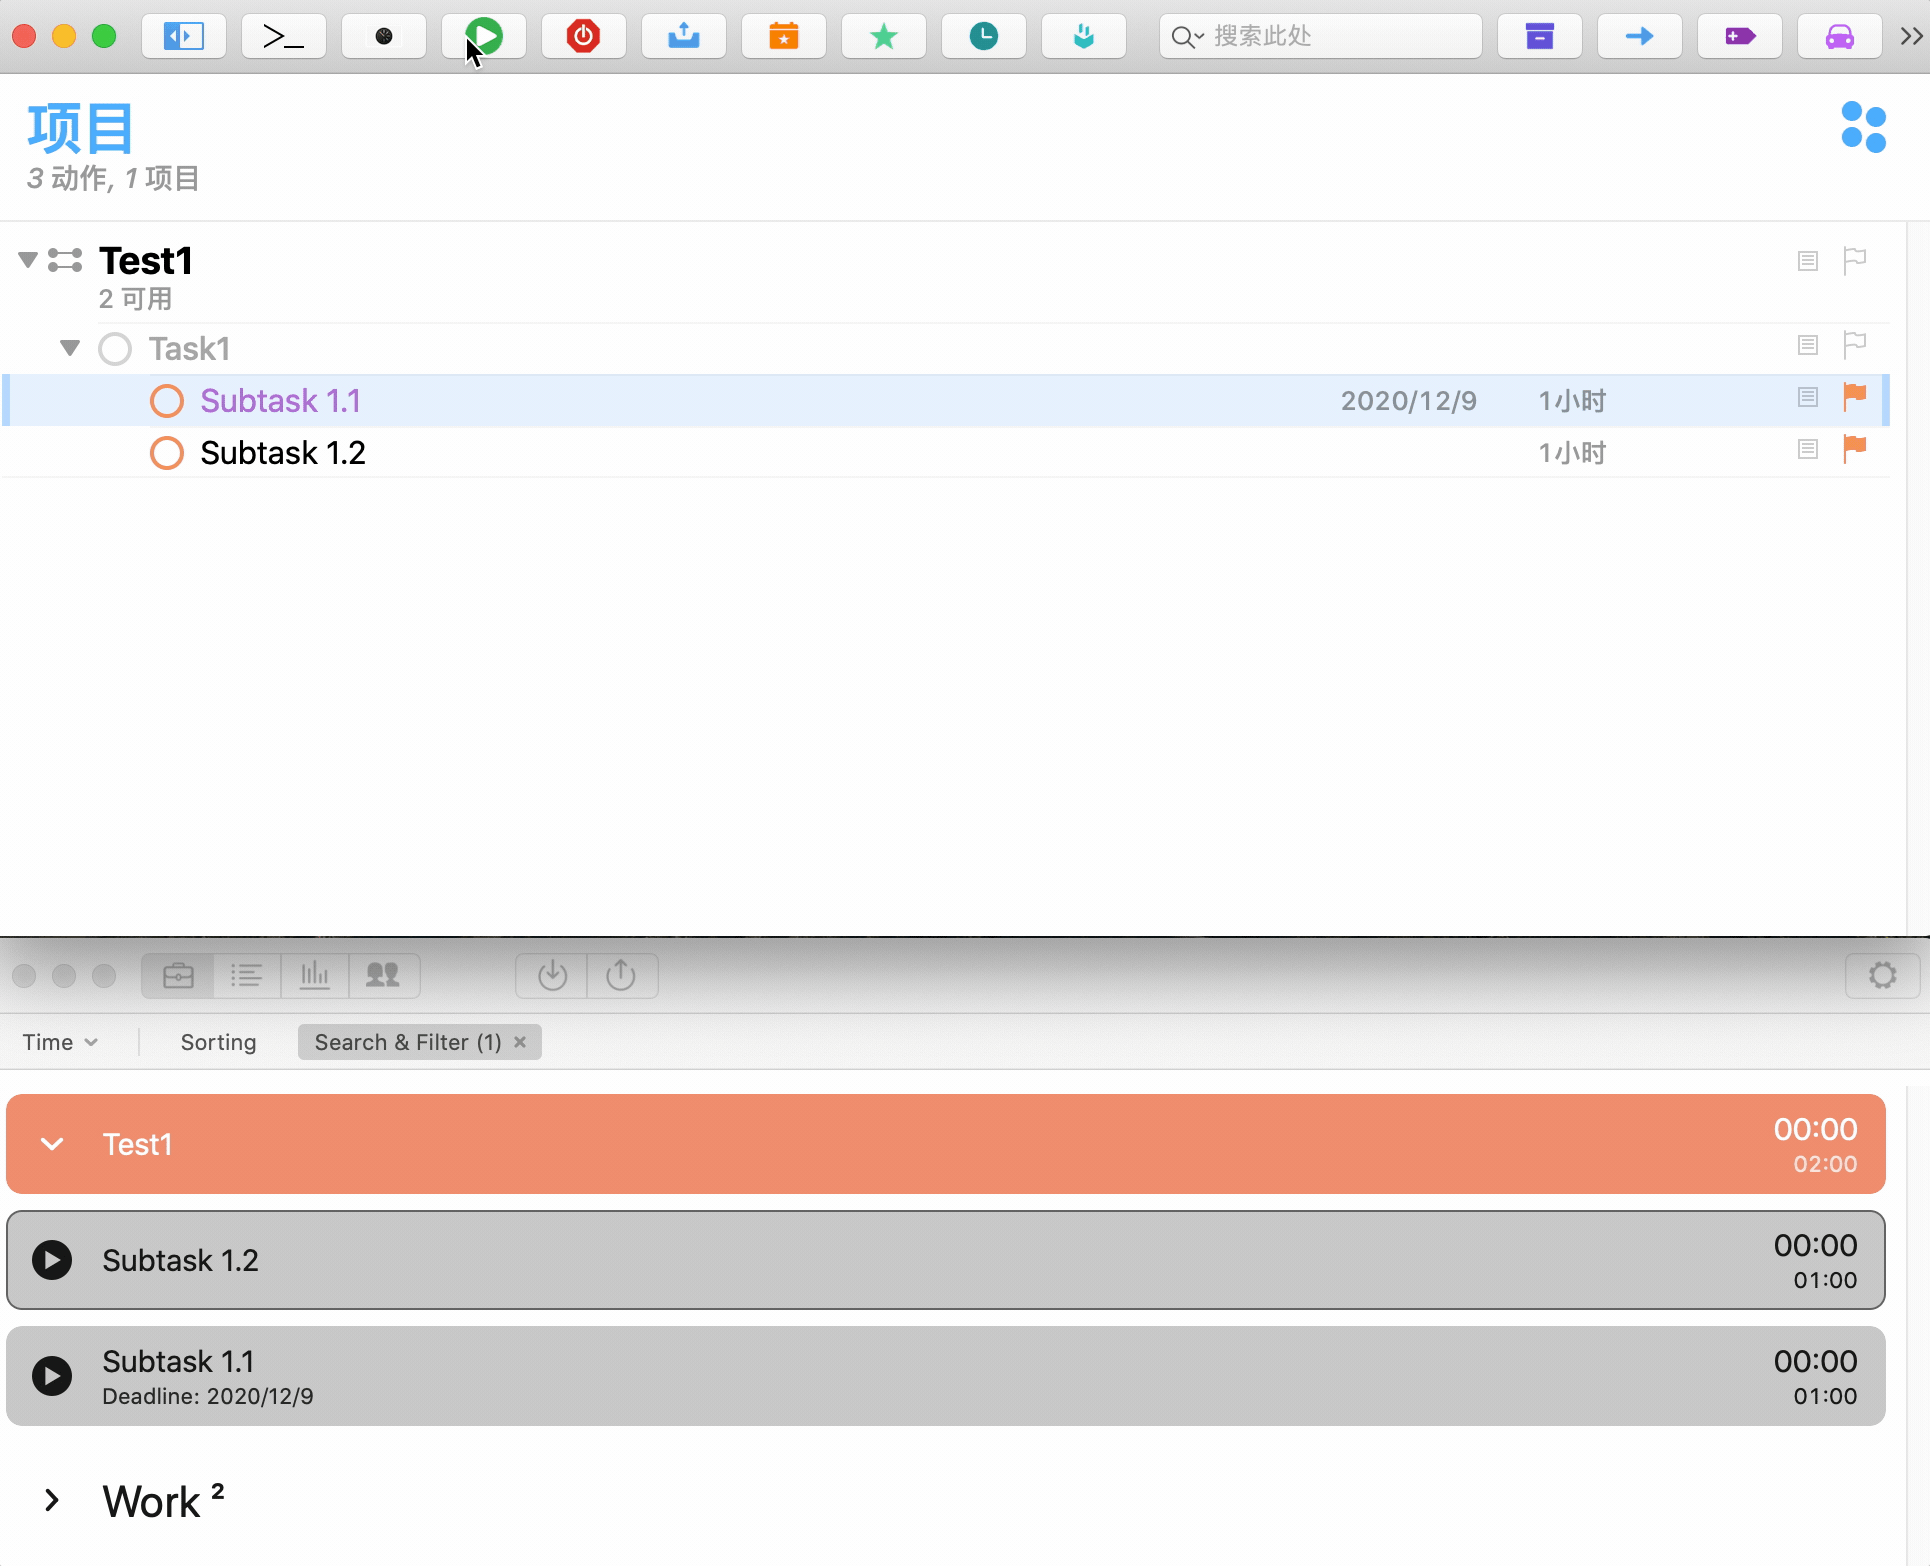 搜索此处
项目
3 动作, 1 项目
Test1
2 可用
Task1
Subtask 1.1 2020/12/9 1小时
Subtask 1.2 1小时
Time Sorting Search & Filter (1) ×
Test1 00:00
02:00
Subtask 1.2 00:00
01:00
Subtask 1.1 00:00
Deadline: 2020/12/9 01:00
Work ²